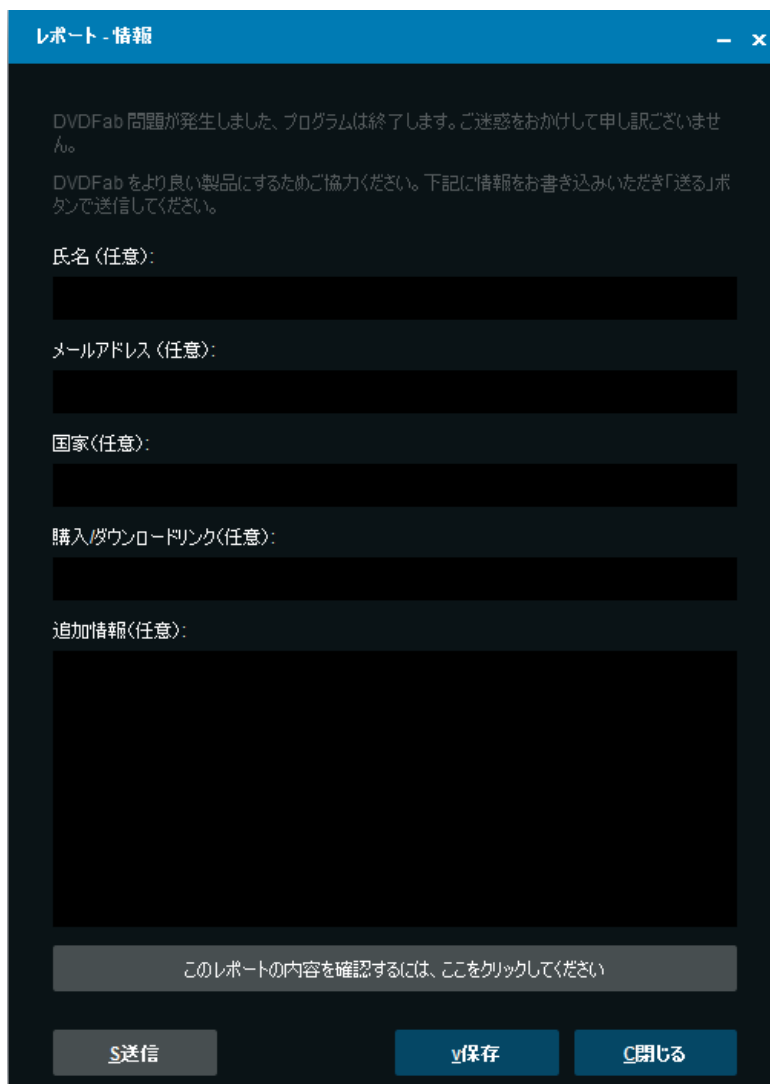 レポート - 情報
DVDFab 問題が発生しました、プログラムは終了します。ご迷惑をおかけして申し訳ございませ
ん。
DVDFab をより良い製品にするためご協力ください。下記に情報をお書き込みいただき「送る」ボ
タンで送信してください。
氏名 (任意):
メールアドレス (任意):
国家(任意):
購入/ダウンロードリンク(任意):
追加情報(任意):
このレポートの内容を確認するには、ここをクリックしてください
S送信
v保存
C閉じる